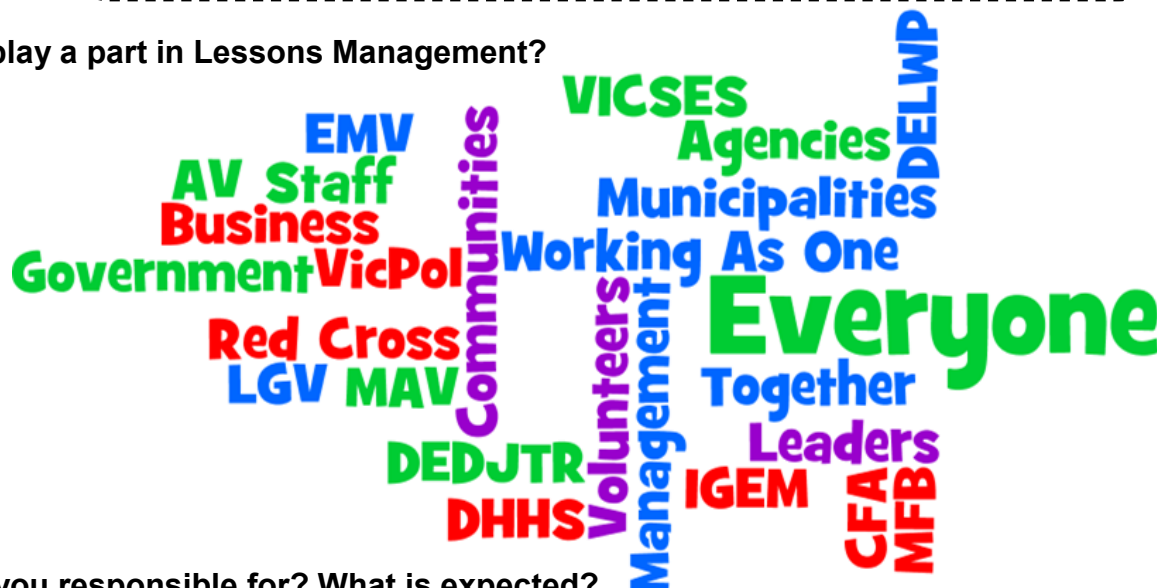 play a part in Lessons Management?
DELWP
VICSES
EMV
Communities
Agencies
AV Staff
Municipalities
Business
Working As One
Government
VicPol
Everyone
Volunteers
Management
Red Cross
LGV
MAV
Together
Leaders
DEDJTR
IGEM
CFA
MFB
DHHS
you responsible for? What is expected?